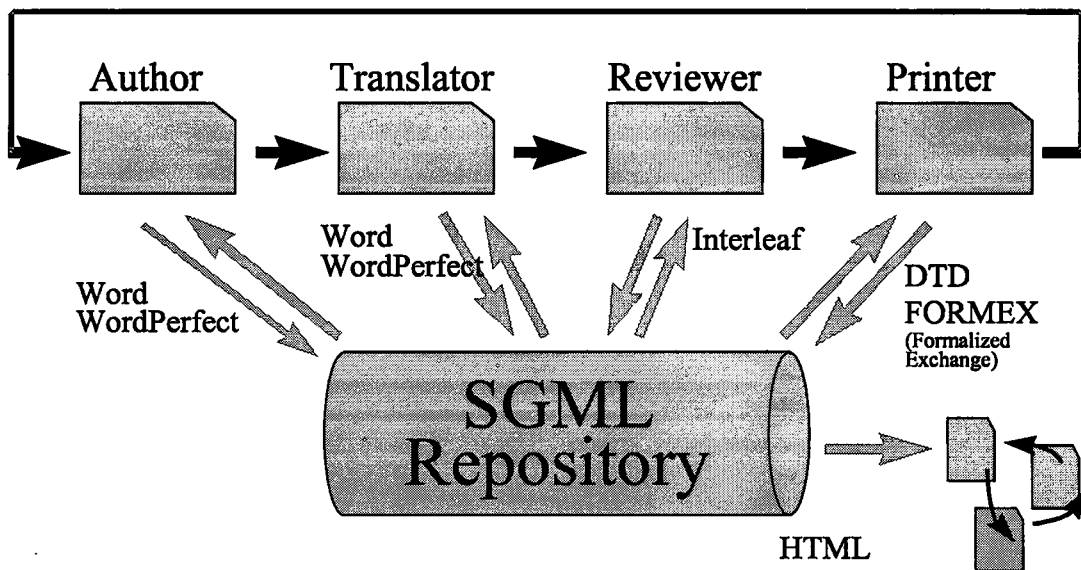 Author
Translator
Reviewer
Printer
Word
WordPerfect
Word
WordPerfect
Interleaf
DTD
FORMEX
(Formalized
Exchange)
SGML
Repository
HTML